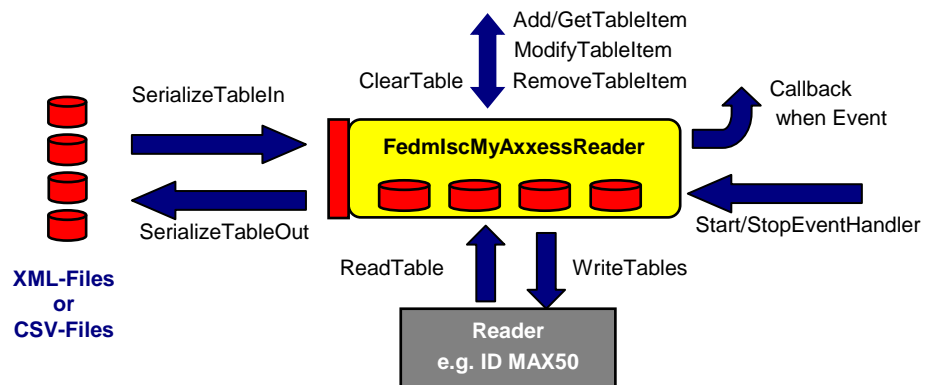 Add/GetTableItem
ModifyTableItem
ClearTable
RemoveTableItem
SerializeTableIn
Callback
when Event
FedmIscMyAxxessReader
SerializeTableOut
Start/StopEventHandler
ReadTable
WriteTables
XML-Files
or
CSV-Files
Reader
e.g. ID MAX50